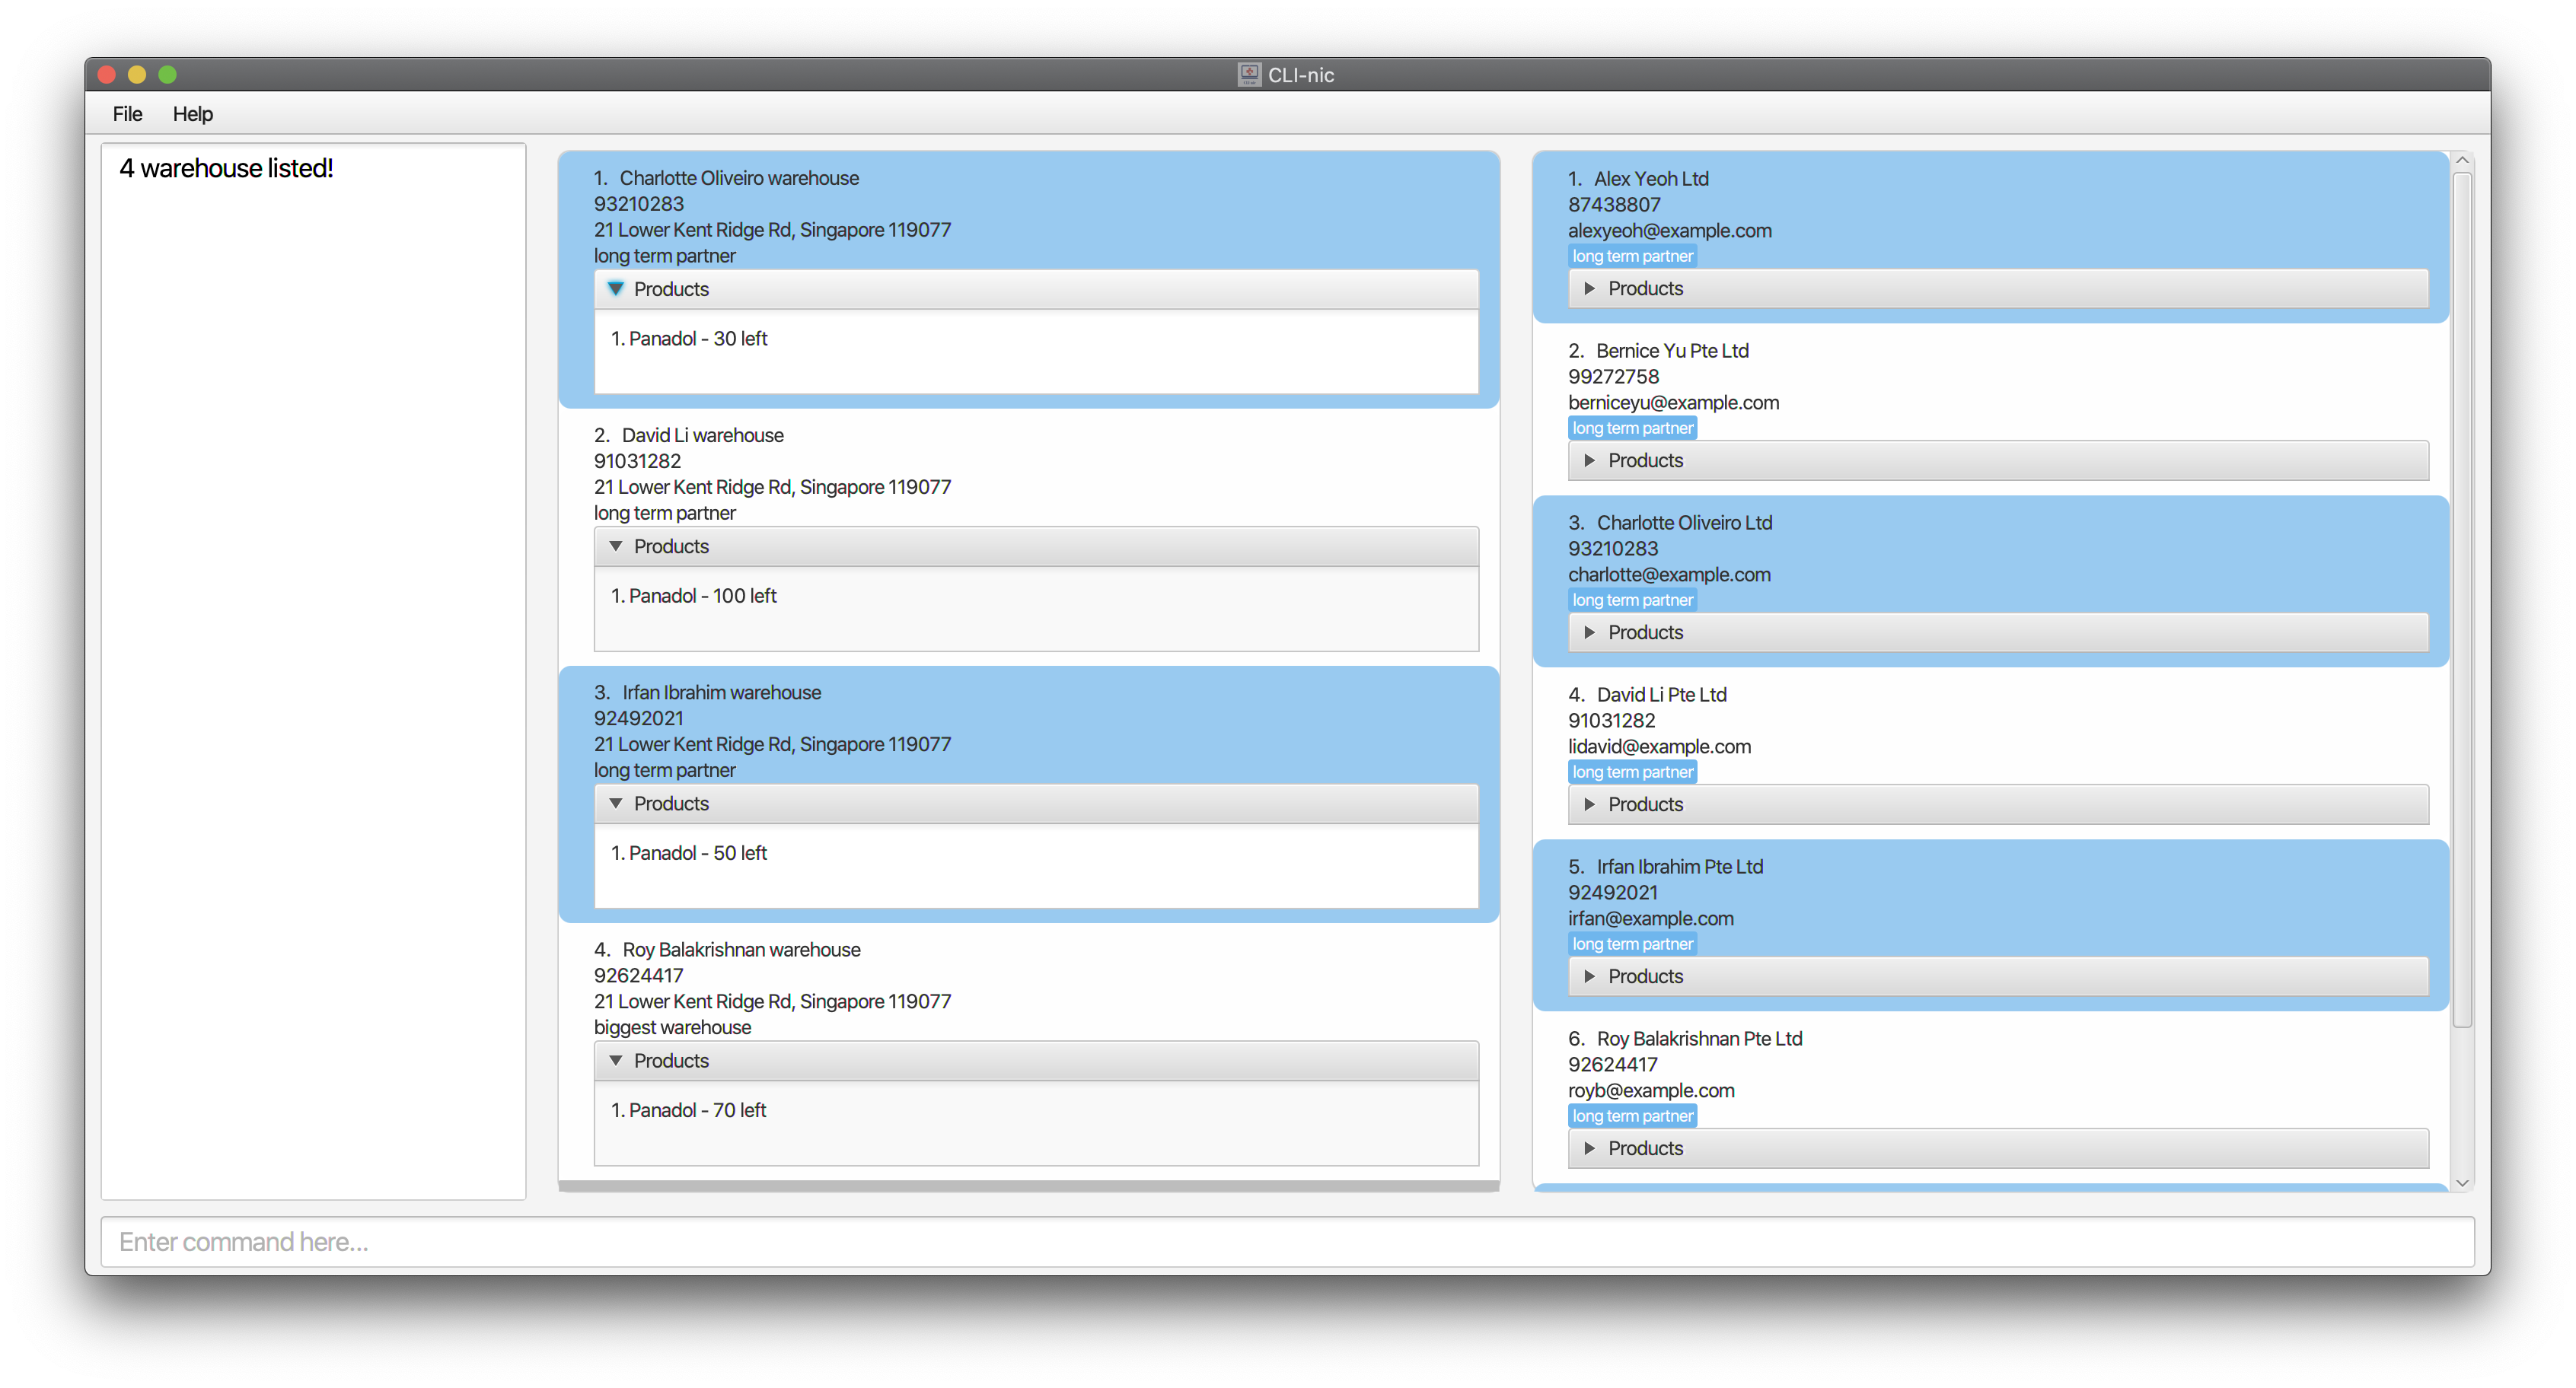 CLI-nic
File Help
4 warehouse listed!
1. Charlotte Oliveiro warehouse
93210283
21 Lower Kent Ridge Rd, Singapore 119077
long term partner
Products
1. Panadol - 30 left
2. David Li warehouse
91031282
21 Lower Kent Ridge Rd, Singapore 119077
long term partner
Products
1. Panadol - 100 left
3. Irfan Ibrahim warehouse
92492021
21 Lower Kent Ridge Rd, Singapore 119077
long term partner
Products
1. Panadol - 50 left
4. Roy Balakrishnan warehouse
92624417
21 Lower Kent Ridge Rd, Singapore 119077
biggest warehouse
Products
1. Panadol - 70 left
1. Alex Yeoh Ltd
87438807
alexyeoh@example.com
long term partner
Products
2. Bernice Yu Pte Ltd
99272758
berniceyu@example.com
long term partner
Products
3. Charlotte Oliveiro Ltd
93210283
charlotte@example.com
long term partner
Products
4. David Li Pte Ltd
91031282
lidavid@example.com
long term partner
Products
5. Irfan Ibrahim Pte Ltd
92492021
irfan@example.com
long term partner
Products
6. Roy Balakrishnan Pte Ltd
92624417
royb@example.com
long term partner
Products
Enter command here...